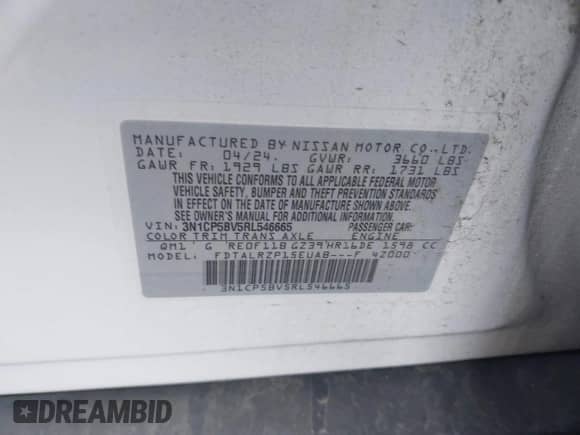 MANUFACTURED BY NISSAN MOTOR CO.,LTD.
DATE: 04/24. GVWR: 3660 LBS
GAWR FR: 1929 LBS GAWR RR: 1731 LBS
THIS VEHICLE CONFORMS TO ALL APPLICABLE FEDERAL MOTOR
VEHICLE SAFETY, BUMPER AND THEFT PREVENTION STANDARDS
IN EFFECT ON THE DATE OF MANUFACTURE SHOWN ABOVE.
SEE OWNER'S MANUAL FOR ADDITIONAL INFORMATION.
VIN: 3N1CP5BV5RL546665 PASSENGER CAR
COLOR TRIM TRANS AXLE ENGINE
QM1 G RE0F11B GZ39 HR16DE 1598 CC
MODEL: FDTALRZP15EUAB---F 42000
3N1CP5BV5RL546665
DREAMBID